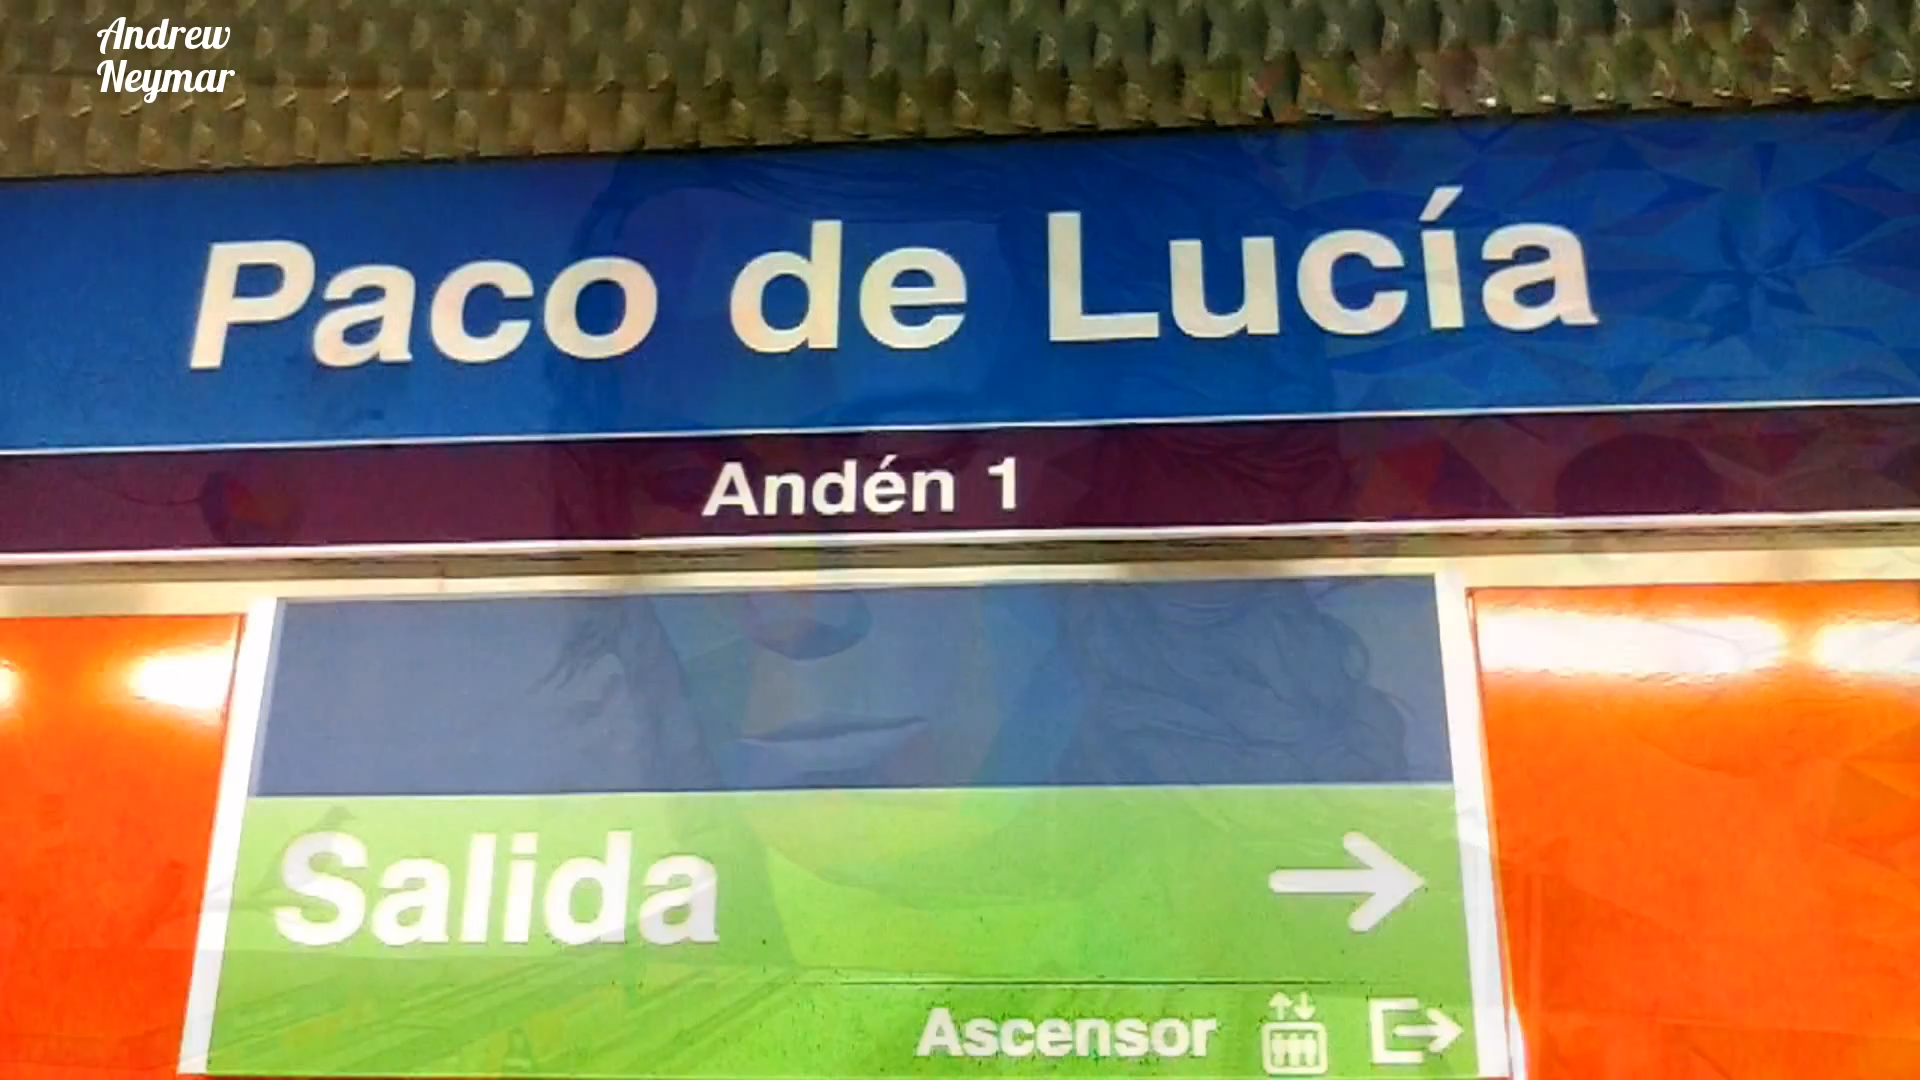 Andrew
Neymar
Paco de Lucía
Andén 1
Salida
Ascensor